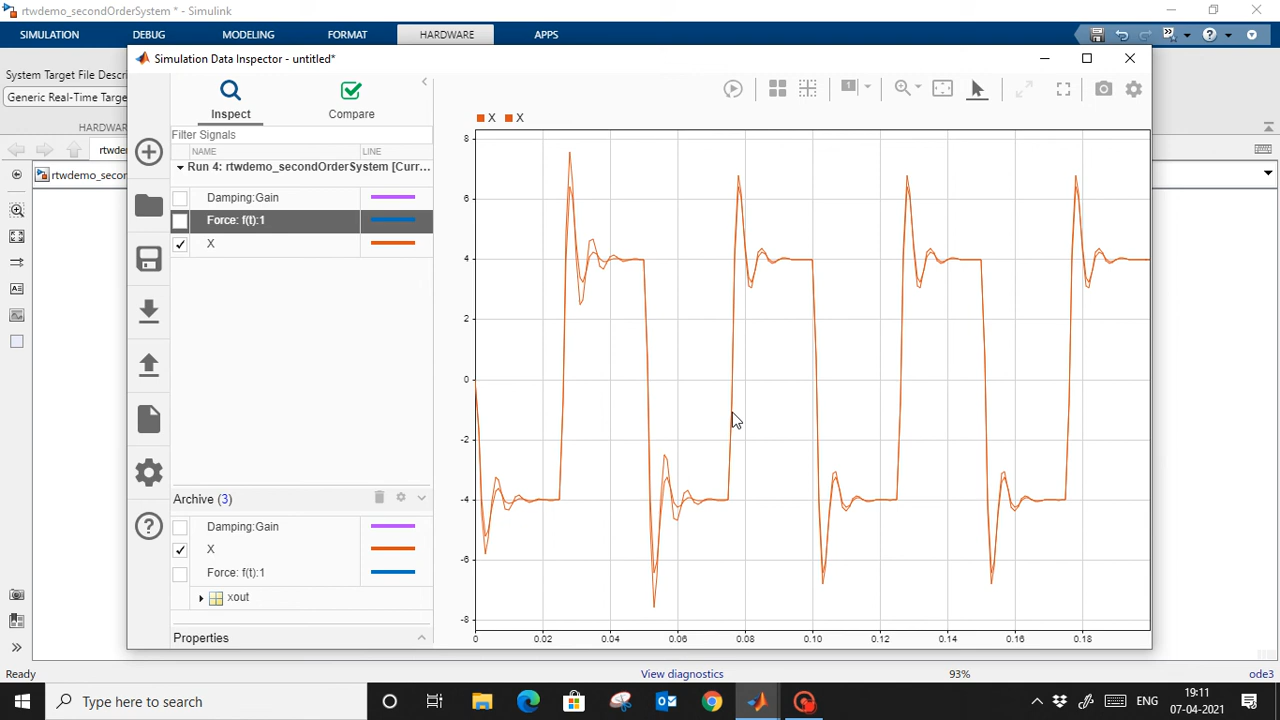 rtwdemo_secondOrderSystem * - Simulink
SIMULATION DEBUG MODELING FORMAT HARDWARE APPS
System Target File Descri
Generic Real-Time Targe
HARDWAR
rtwdem
rtwdemo_secon
Simulation Data Inspector - untitled*
Inspect
Compare
Filter Signals
NAME LINE
Run 4: rtwdemo_secondOrderSystem [Curr...
Damping:Gain
Force: f(t):1
X
Archive (3)
Damping:Gain
X
Force: f(t):1
xout
Properties
1
X X
8
6
4
2
0
-2
-4
-6
-8
0 0.02 0.04 0.06 0.08 0.10 0.12 0.14 0.16 0.18
Ready
View diagnostics
93%
ode3
Type here to search
ENG
19:11
07-04-2021